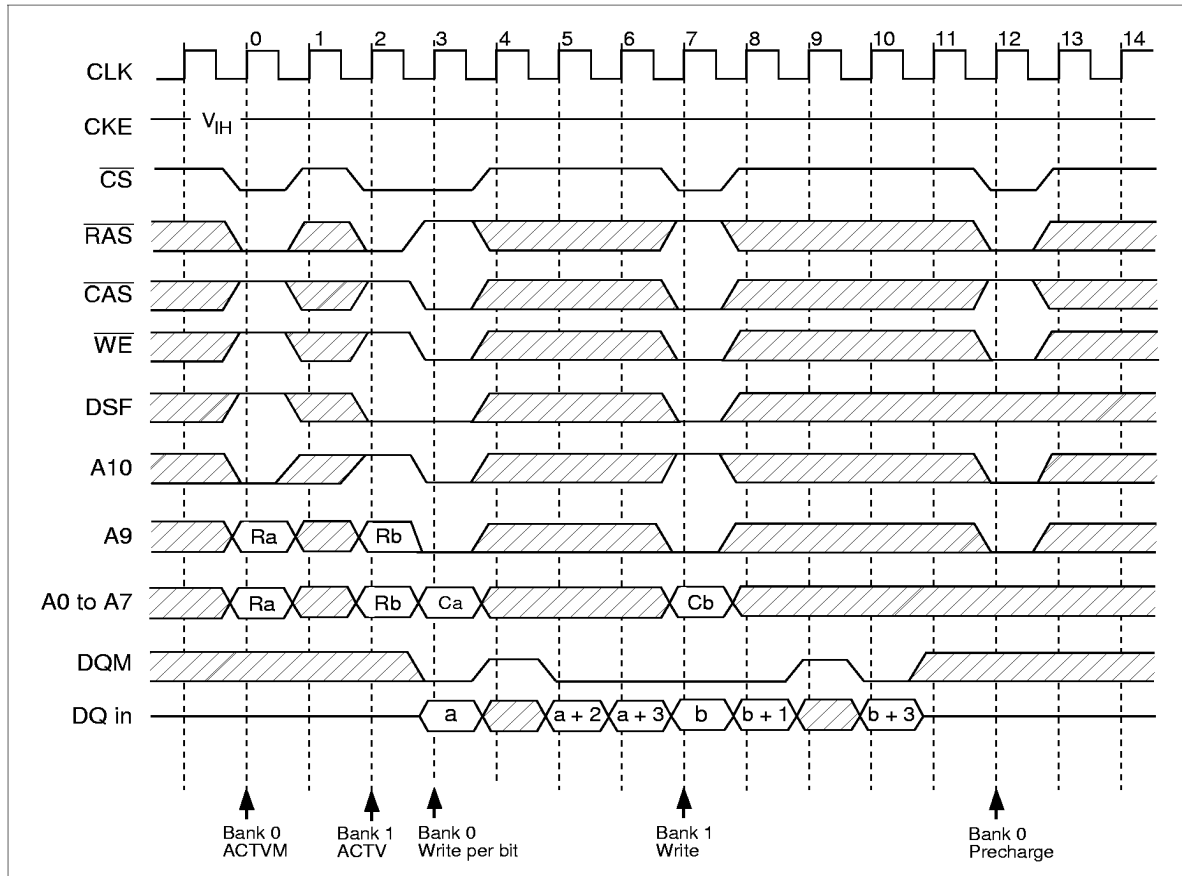 0 1 2 3 4 5 6 7 8 9 10 11 12 13 14
CLK
CKE VIH
CS
RAS
CAS
WE
DSF
A10
A9 Ra Rb
A0 to A7 Ra Rb Ca Cb
DQM
DQ in a a + 2 a + 3 b b + 1 b + 3
Bank 0 Bank 1 Bank 0 Bank 1 Bank 0
ACTVM ACTV Write per bit Write Precharge